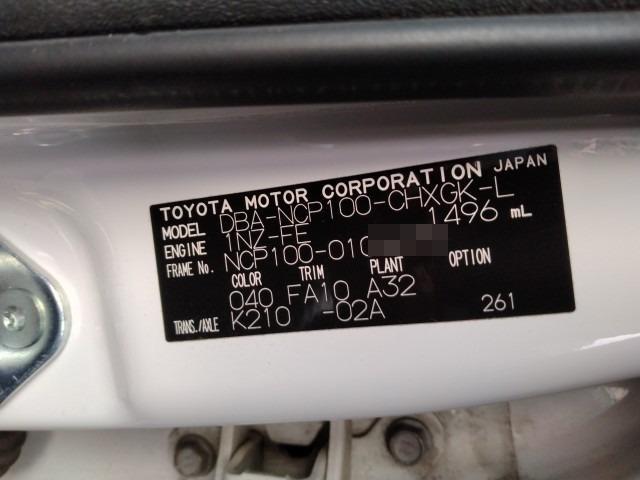 TOYOTA MOTOR CORPORATION JAPAN
MODEL DBA-NCP100-CHXGK-L
ENGINE 1NZ-FE 1496 mL
FRAME No. NCP100-010
COLOR TRIM PLANT OPTION
040 FA10 A32
TRANS./AXLE K210 -02A 261